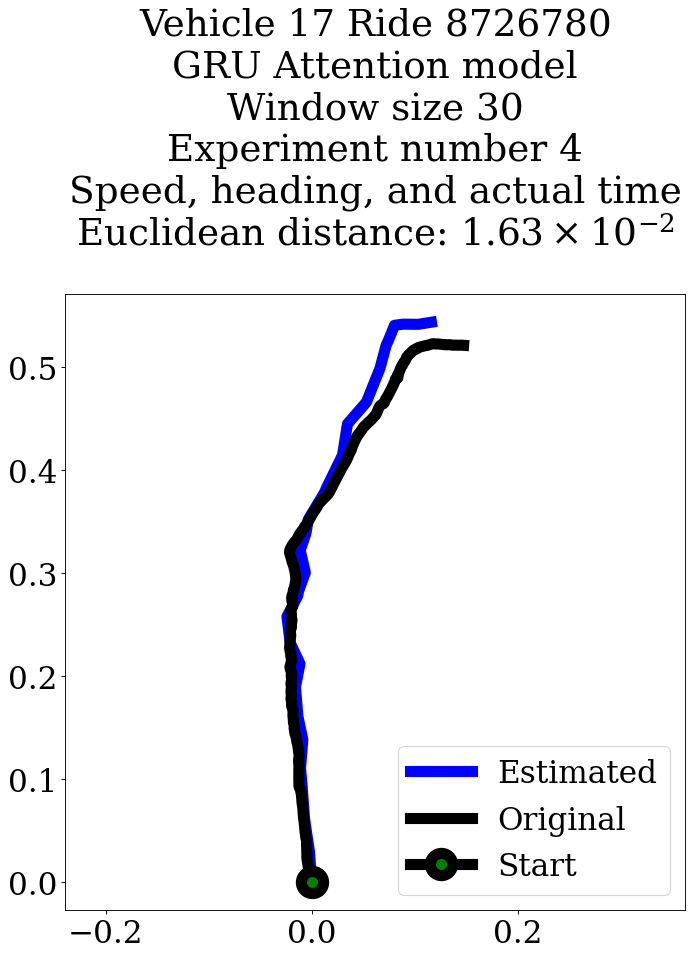 Vehicle 17 Ride 8726780
GRU Attention model
Window size 30
Experiment number 4
Speed, heading, and actual time
Euclidean distance: 1.63 × 10⁻²
0.5
0.4
0.3
0.2
0.1
0.0
Estimated
Original
Start
−0.2 0.0 0.2